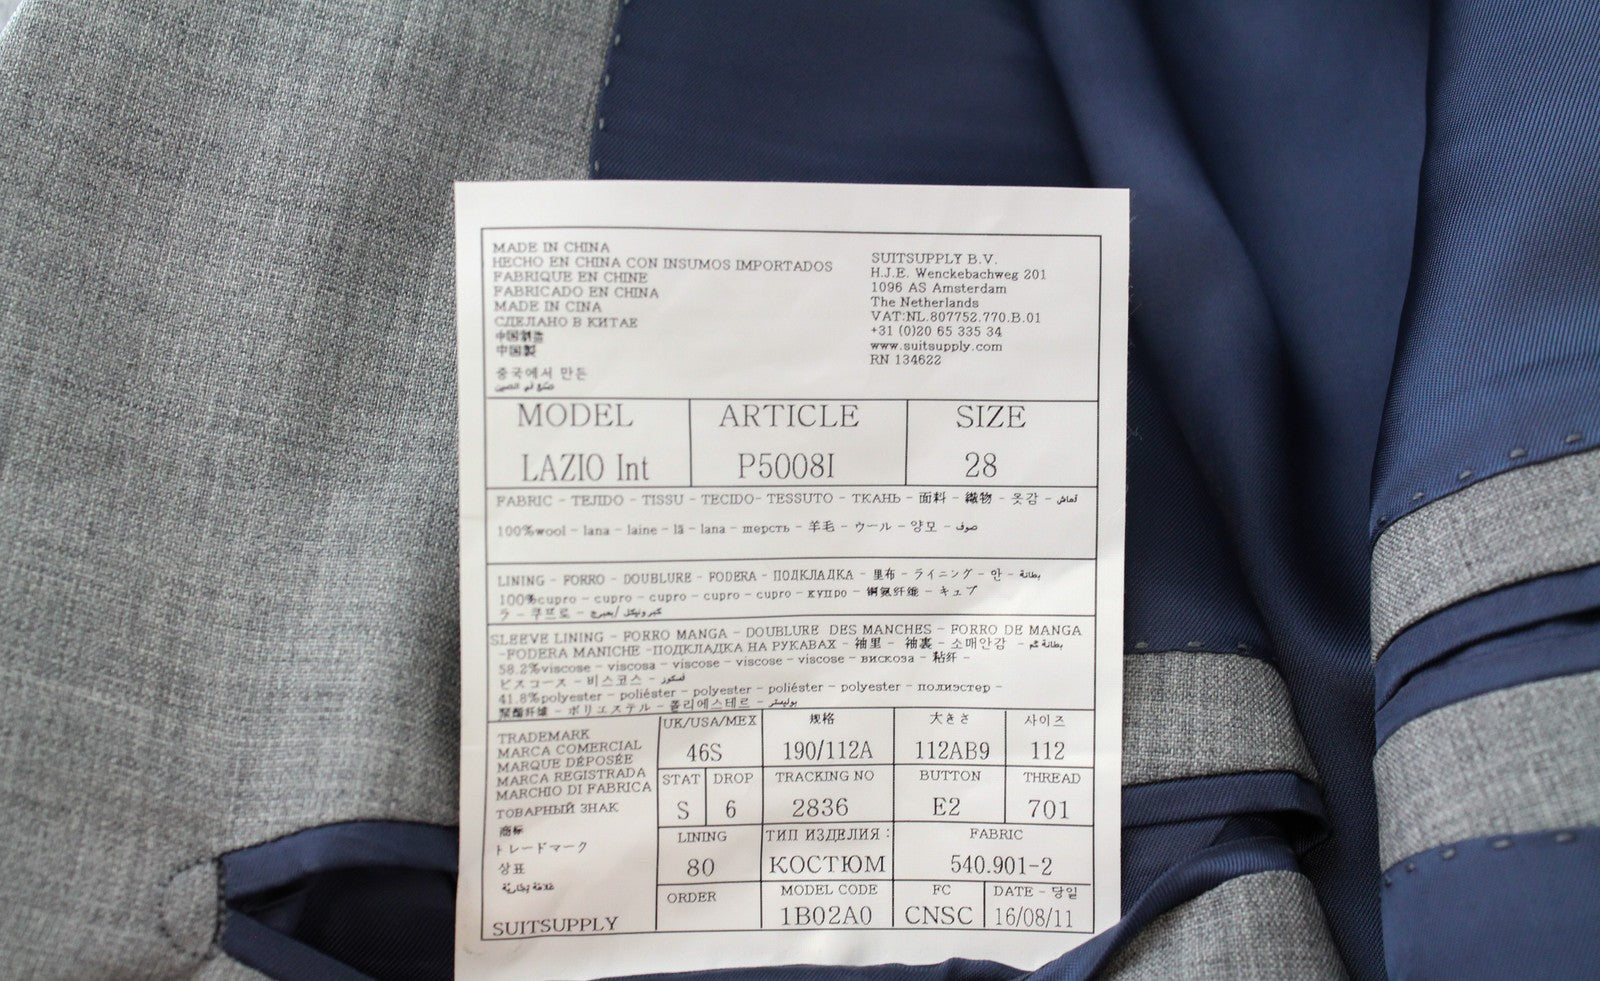 MADE IN CHINA
HECHO EN CHINA CON INSUMOS IMPORTADOS
FABRIQUE EN CHINE
FABRICADO EN CHINA
MADE IN CINA
СДЕЛАНО В КИТАЕ
中国製造
中国製
중국에서 만든
صنع في الصين
SUITSUPPLY B.V.
H.J.E. Wenckebachweg 201
1096 AS Amsterdam
The Netherlands
VAT:NL.807752.770.B.01
+31 (0)20 65 335 34
www.suitsupply.com
RN 134622
MODEL ARTICLE SIZE
LAZIO Int P5008I 28
FABRIC - TEJIDO - TISSU - TECIDO- TESSUTO - ТКАНЬ - 面料 - 織物 - 옷감 - قماش
100%wool - lana - laine - lã - lana - шерсть - 羊毛 - ウール - 양모 - صوف
LINING - FORRO - DOUBLURE - FODERA - ПОДКЛАДКА - 里布 - ライニング - 안 - بطانة
100%cupro - cupro - cupro - cupro - cupro - купро - 铜氨纤维 - キュプ
ラ - 쿠프로 -
SLEEVE LINING - FORRO MANGA - DOUBLURE DES MANCHES - FORRO DE MANGA
-FODERA MANICHE -ПОДКЛАДКА НА РУКАВАХ - 袖里 - 袖裏 - 소매안감 - بطانة كم
58.2%viscose - viscosa - viscose - viscose - viscose - вискоза - 粘纤 -
ビスコース - 비스코스 - فسكوز
41.8%polyester - poliéster - polyester - poliéster - polyester - полиэстер -
聚酯纤维 - ポリエステル - 폴리에스테르 - بوليستر
TRADEMARK
MARCA COMERCIAL
MARQUE DÉPOSÉE
MARCA REGISTRADA
MARCHIO DI FABRICA
ТОВАРНЫЙ ЗНАК
商标
トレードマーク
상표
علامة تجارية
SUITSUPPLY
UK/USA/MEX 规格 大きさ 사이즈
46S 190/112A 112AB9 112
STAT DROP TRACKING NO BUTTON THREAD
S 6 2836 E2 701
LINING ТИП ИЗДЕЛИЯ : FABRIC
80 КОСТЮМ 540.901-2
ORDER MODEL CODE FC DATE - 당일
1B02A0 CNSC 16/08/11